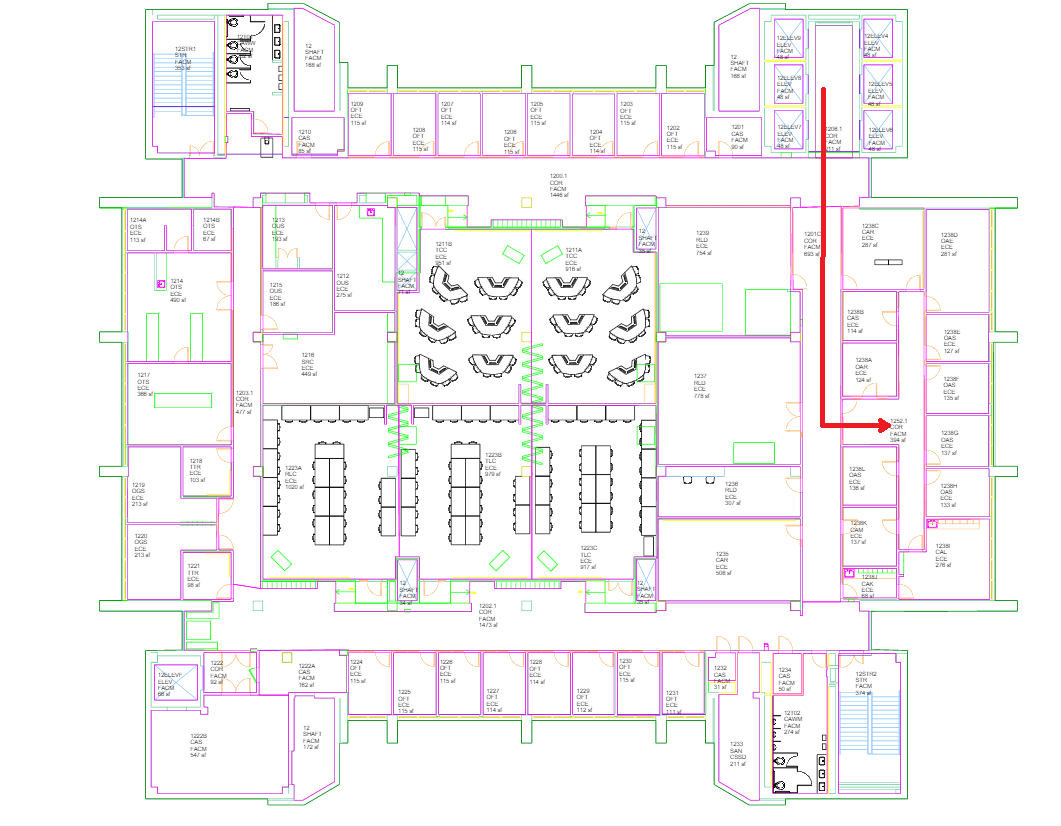 12STR1
STR
FACM
353 sf
CAWW
12
SHAFT
FACM
168 sf
12
SHAFT
FACM
168 sf
12ELEV9
ELEV
FACM
48 sf
12ELEV4
ELEV
FACM
48 sf
12ELEV8
ELEV
FACM
48 sf
12ELEV5
ELEV
FACM
48 sf
12ELEV7
ELEV
FACM
48 sf
12ELEV6
ELEV
FACM
48 sf
COR
FACM
1210
CAS
FACM
85 sf
1209
OFT
ECE
115 sf
1208
OFT
ECE
115 sf
1207
OFT
ECE
114 sf
1206
OFT
ECE
115 sf
1205
OFT
ECE
115 sf
1204
OFT
ECE
114 sf
1203
OFT
ECE
115 sf
1202
OFT
ECE
115 sf
1201
CAS
FACM
90 sf
1200.1
COR
FACM
1446 sf
1214A
OTS
ECE
113 sf
1214B
OTS
ECE
67 sf
1213
OUS
ECE
193 sf
1214
OTS
ECE
490 sf
1215
OUS
ECE
186 sf
1212
OUS
ECE
275 sf
12
SHAFT
FACM
1211B
TCC
ECE
951 sf
1211A
TCC
ECE
916 sf
12
SHAFT
FACM
1239
RLD
ECE
754 sf
COR
FACM
693 sf
1238C
CAR
ECE
287 sf
1238D
OAE
ECE
281 sf
1238B
CAS
ECE
114 sf
1238E
OAS
ECE
127 sf
1216
SRC
ECE
449 sf
1217
OTS
ECE
386 sf
1203.1
COR
FACM
477 sf
1237
RLD
ECE
778 sf
1238A
OAR
ECE
124 sf
1238F
OAS
ECE
135 sf
1252.1
COR
FACM
394 sf
1238G
OAS
ECE
137 sf
1218
TTR
ECE
103 sf
1219
OGS
ECE
213 sf
1223A
RLC
ECE
1020 sf
1223B
TLC
ECE
979 sf
1236
RLD
ECE
307 sf
1238L
OAS
ECE
136 sf
1238H
OAS
ECE
133 sf
1220
OGS
ECE
213 sf
1221
TTR
ECE
98 sf
1223C
TLC
ECE
917 sf
1235
CAR
ECE
508 sf
1238K
CAM
ECE
137 sf
1238I
CAL
ECE
276 sf
1238J
CAK
ECE
68 sf
12
SHAFT
FACM
34 sf
12
SHAFT
FACM
35 sf
1202.1
COR
FACM
1473 sf
12ELEVF
ELEV
FACM
66 sf
1222
COR
FACM
92 sf
1222A
CAS
FACM
162 sf
1224
OFT
ECE
115 sf
1225
OFT
ECE
115 sf
1226
OFT
ECE
115 sf
1227
OFT
ECE
114 sf
1228
OFT
ECE
114 sf
1229
OFT
ECE
112 sf
1230
OFT
ECE
115 sf
1231
OFT
ECE
111 sf
1232
CAS
FACM
31 sf
1234
CAS
FACM
50 sf
12STR2
STR
FACM
374 sf
1222B
CAS
FACM
547 sf
12
SHAFT
FACM
172 sf
1233
SAN
CSSD
211 sf
12T02
CAWM
FACM
274 sf